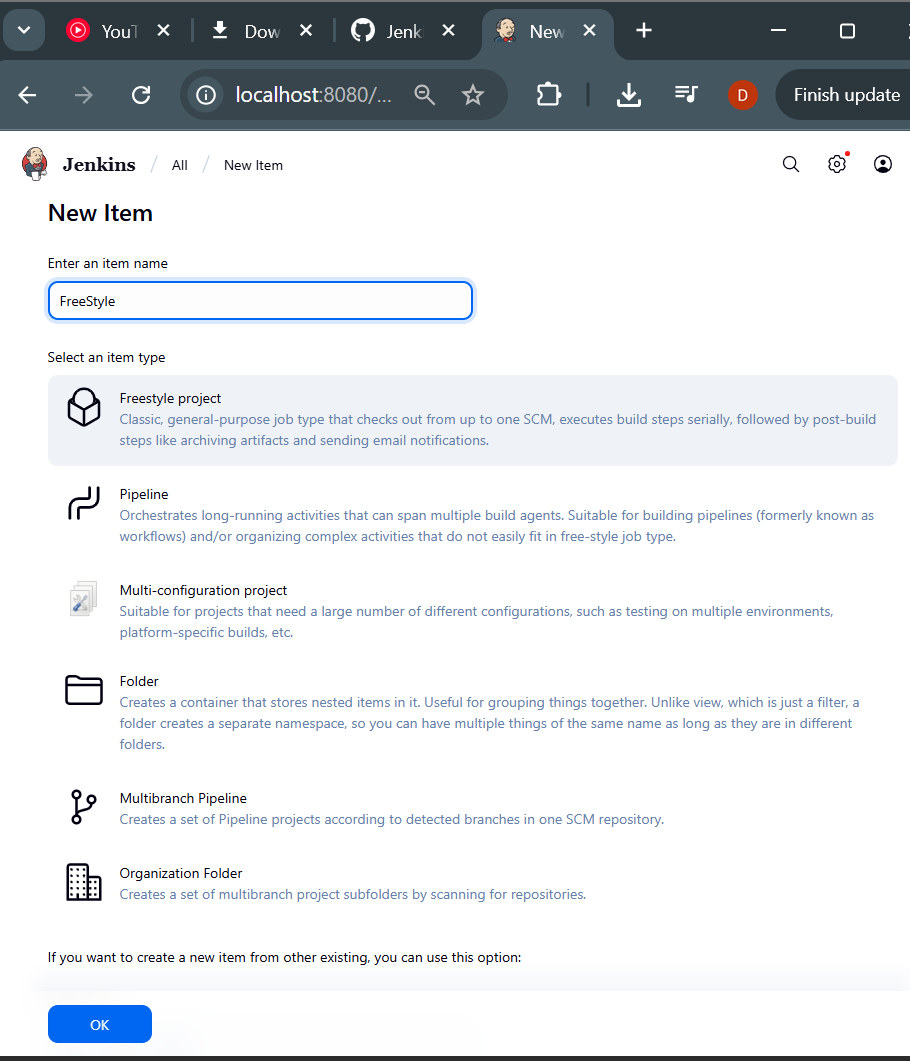 YouT
Dow
Jenk
New
localhost:8080/...
D
Finish update
Jenkins / All / New Item
New Item
Enter an item name
FreeStyle
Select an item type
Freestyle project
Classic, general-purpose job type that checks out from up to one SCM, executes build steps serially, followed by post-build
steps like archiving artifacts and sending email notifications.
Pipeline
Orchestrates long-running activities that can span multiple build agents. Suitable for building pipelines (formerly known as
workflows) and/or organizing complex activities that do not easily fit in free-style job type.
Multi-configuration project
Suitable for projects that need a large number of different configurations, such as testing on multiple environments,
platform-specific builds, etc.
Folder
Creates a container that stores nested items in it. Useful for grouping things together. Unlike view, which is just a filter, a
folder creates a separate namespace, so you can have multiple things of the same name as long as they are in different
folders.
Multibranch Pipeline
Creates a set of Pipeline projects according to detected branches in one SCM repository.
Organization Folder
Creates a set of multibranch project subfolders by scanning for repositories.
If you want to create a new item from other existing, you can use this option:
OK